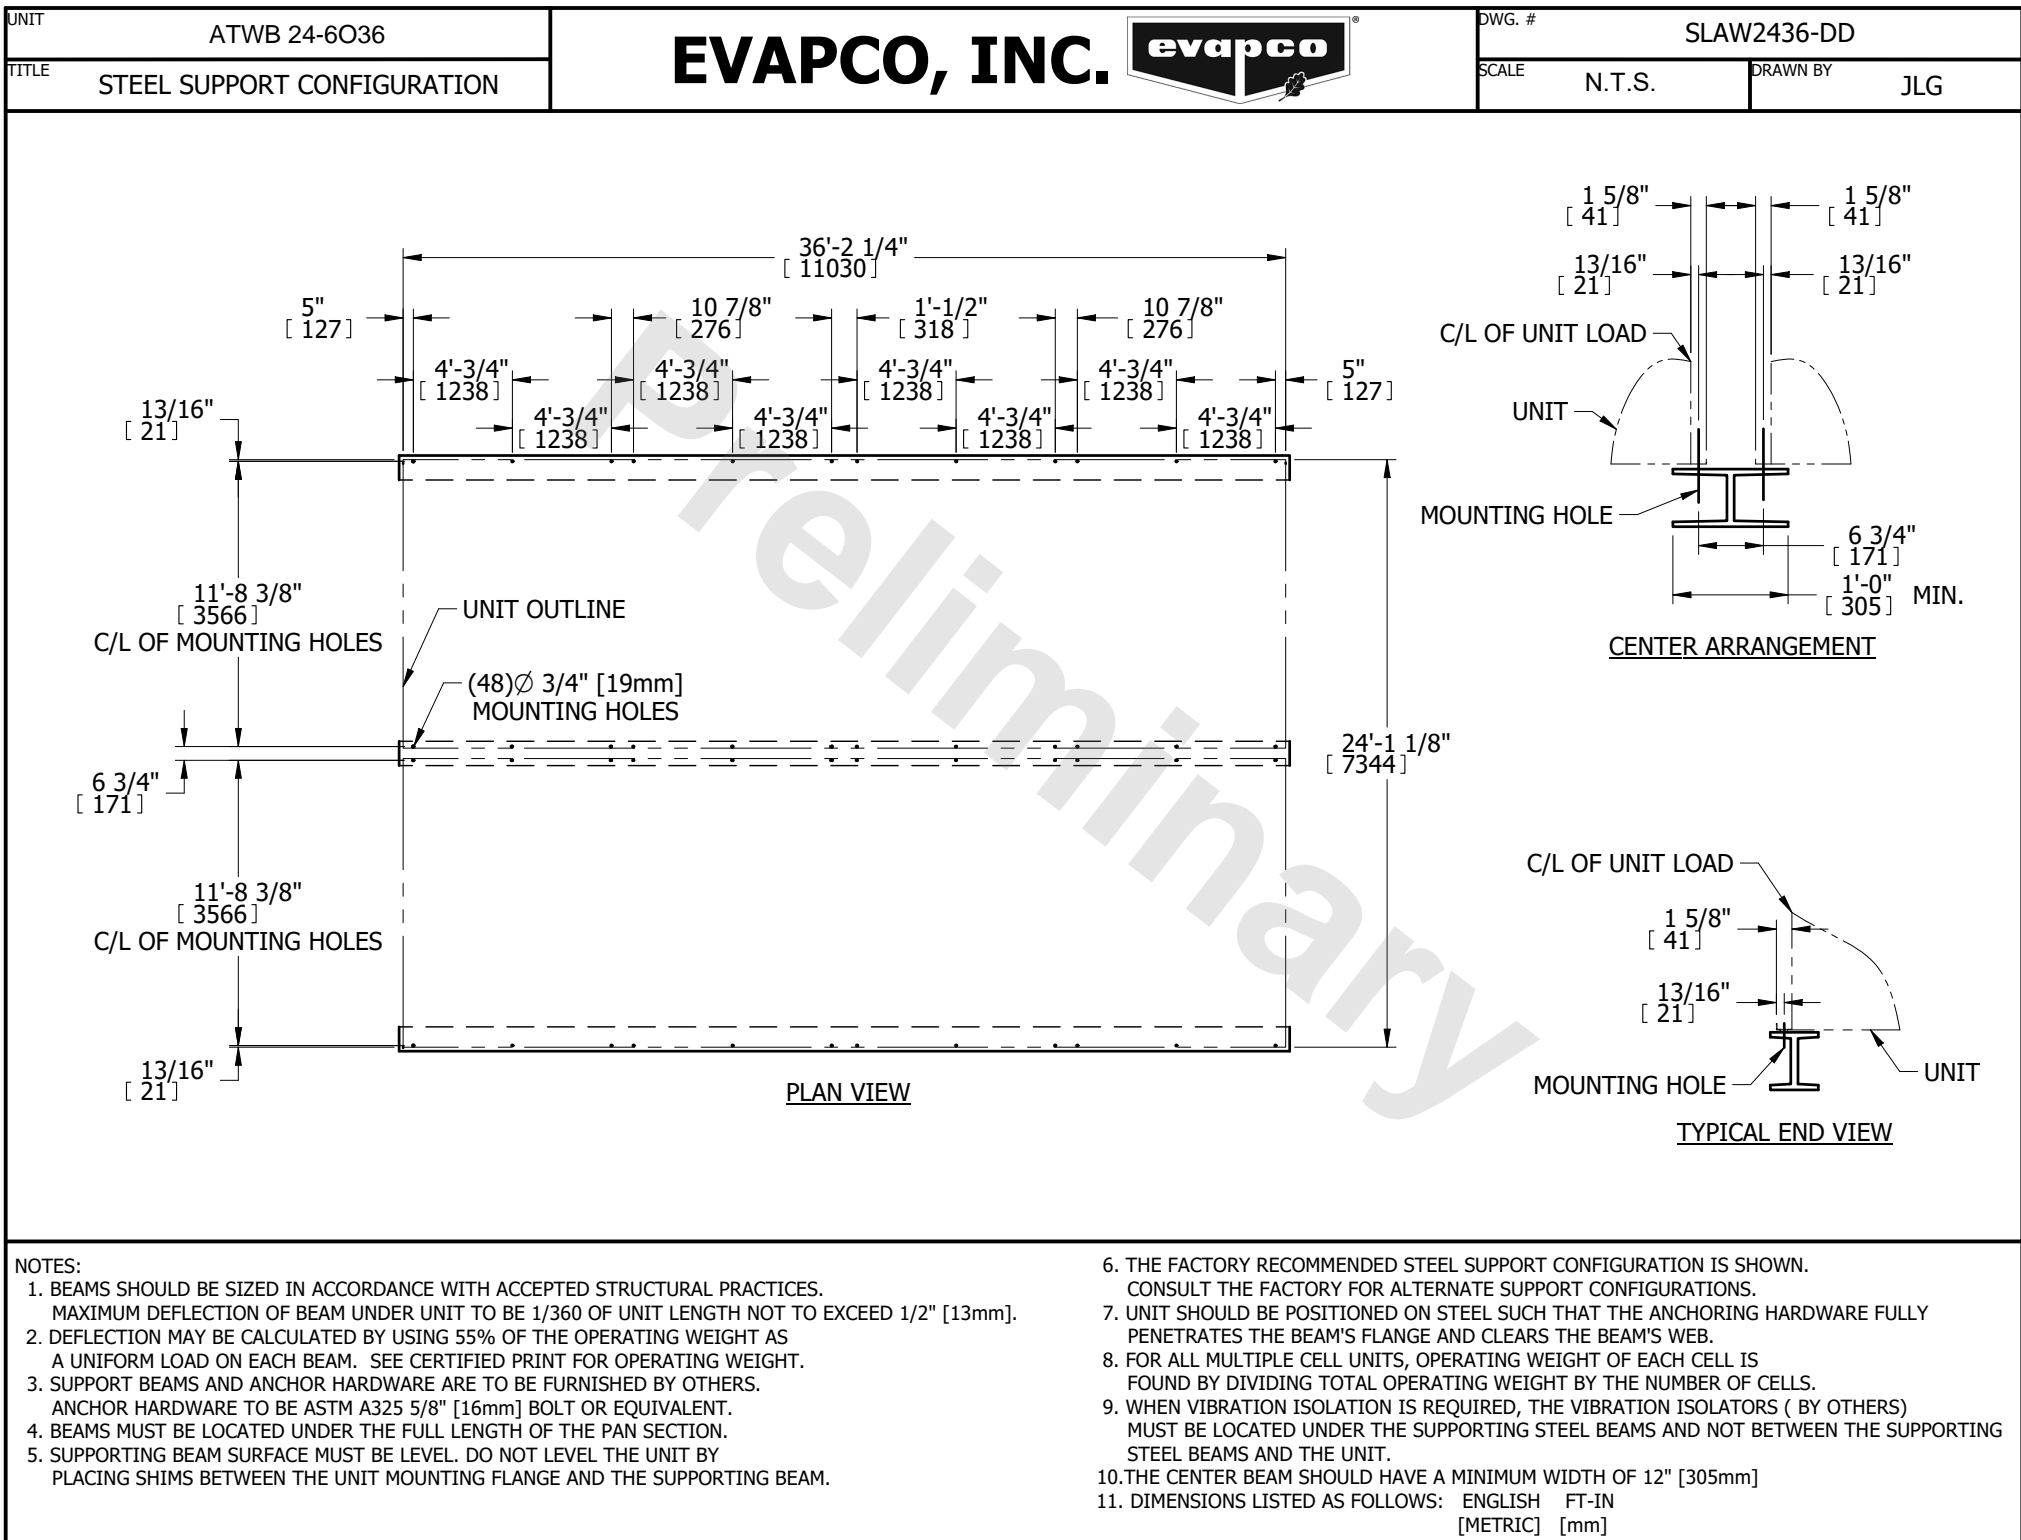 UNIT
ATWB 24-6O36
TITLE
STEEL SUPPORT CONFIGURATION
EVAPCO, INC.
evapco
®
DWG. #
SLAW2436-DD
SCALE
N.T.S.
DRAWN BY
JLG
36'-2 1/4"
[ 11030 ]
5"
[ 127 ]
10 7/8"
[ 276 ]
1'-1/2"
[ 318 ]
10 7/8"
[ 276 ]
4'-3/4"
[ 1238 ]
4'-3/4"
[ 1238 ]
4'-3/4"
[ 1238 ]
4'-3/4"
[ 1238 ]
5"
[ 127 ]
4'-3/4"
[ 1238 ]
4'-3/4"
[ 1238 ]
4'-3/4"
[ 1238 ]
4'-3/4"
[ 1238 ]
13/16"
[ 21 ]
11'-8 3/8"
[ 3566 ]
C/L OF MOUNTING HOLES
UNIT OUTLINE
(48)∅ 3/4" [19mm]
MOUNTING HOLES
6 3/4"
[ 171 ]
24'-1 1/8"
[ 7344 ]
11'-8 3/8"
[ 3566 ]
C/L OF MOUNTING HOLES
13/16"
[ 21 ]
PLAN VIEW
Preliminary
1 5/8"
[ 41 ]
1 5/8"
[ 41 ]
13/16"
[ 21 ]
13/16"
[ 21 ]
C/L OF UNIT LOAD
UNIT
MOUNTING HOLE
6 3/4"
[ 171 ]
1'-0"
[ 305 ] MIN.
CENTER ARRANGEMENT
C/L OF UNIT LOAD
1 5/8"
[ 41 ]
13/16"
[ 21 ]
MOUNTING HOLE
UNIT
TYPICAL END VIEW
NOTES:
1. BEAMS SHOULD BE SIZED IN ACCORDANCE WITH ACCEPTED STRUCTURAL PRACTICES.
MAXIMUM DEFLECTION OF BEAM UNDER UNIT TO BE 1/360 OF UNIT LENGTH NOT TO EXCEED 1/2" [13mm].
2. DEFLECTION MAY BE CALCULATED BY USING 55% OF THE OPERATING WEIGHT AS
A UNIFORM LOAD ON EACH BEAM. SEE CERTIFIED PRINT FOR OPERATING WEIGHT.
3. SUPPORT BEAMS AND ANCHOR HARDWARE ARE TO BE FURNISHED BY OTHERS.
ANCHOR HARDWARE TO BE ASTM A325 5/8" [16mm] BOLT OR EQUIVALENT.
4. BEAMS MUST BE LOCATED UNDER THE FULL LENGTH OF THE PAN SECTION.
5. SUPPORTING BEAM SURFACE MUST BE LEVEL. DO NOT LEVEL THE UNIT BY
PLACING SHIMS BETWEEN THE UNIT MOUNTING FLANGE AND THE SUPPORTING BEAM.
6. THE FACTORY RECOMMENDED STEEL SUPPORT CONFIGURATION IS SHOWN.
CONSULT THE FACTORY FOR ALTERNATE SUPPORT CONFIGURATIONS.
7. UNIT SHOULD BE POSITIONED ON STEEL SUCH THAT THE ANCHORING HARDWARE FULLY
PENETRATES THE BEAM'S FLANGE AND CLEARS THE BEAM'S WEB.
8. FOR ALL MULTIPLE CELL UNITS, OPERATING WEIGHT OF EACH CELL IS
FOUND BY DIVIDING TOTAL OPERATING WEIGHT BY THE NUMBER OF CELLS.
9. WHEN VIBRATION ISOLATION IS REQUIRED, THE VIBRATION ISOLATORS ( BY OTHERS)
MUST BE LOCATED UNDER THE SUPPORTING STEEL BEAMS AND NOT BETWEEN THE SUPPORTING
STEEL BEAMS AND THE UNIT.
10.THE CENTER BEAM SHOULD HAVE A MINIMUM WIDTH OF 12" [305mm]
11. DIMENSIONS LISTED AS FOLLOWS: ENGLISH FT-IN
[METRIC] [mm]